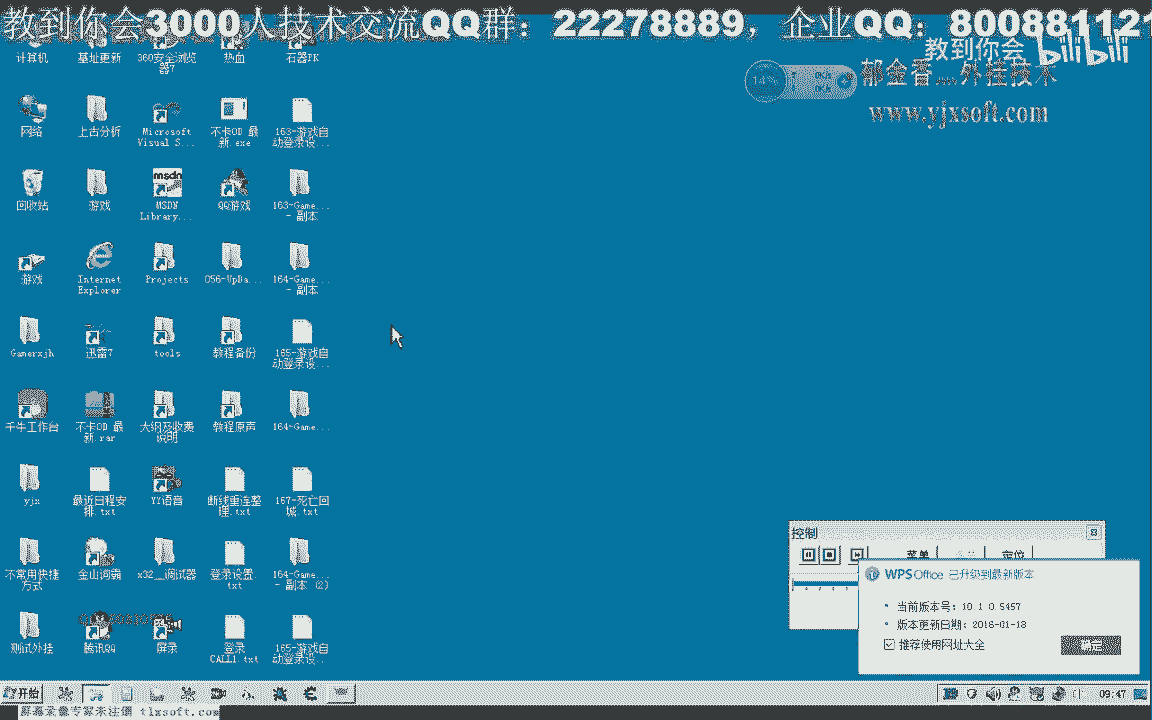 教到你会3000人技术交流QQ群：22278889，企业QQ：800881121
教到你会 bilibili
14%
郁金香....外挂技术
www.yjxsoft.com
计算机
基址更新
360安全浏览器7
热血
石器PK
网络
上古分析
Microsoft
Visual S...
不卡OD 最
新.exe
163-游戏自
动登录设...
回收站
游戏
MSDN
Library...
QQ游戏
163-Game...
- 副本
游戏
Internet
Explorer
Projects
056-UpDa...
164-Game...
- 副本
Gamerxjh
迅雷7
tools
教程备份
165-游戏自
动登录设...
千牛工作台
不卡OD 最
新.rar
大纲及收费
说明
教程原声
164-Game...
yjx
最近日程安
排.txt
YY语音
断线重连整
理.txt
167-死亡回
城.txt
不常用快捷
方式
金山词霸
x32__调试器
登录设置.
txt
164-Game...
- 副本 (2)
测试外挂
腾讯QQ
屏录
登录
CALL1.txt
165-游戏自
动登录设..
控制
菜单
定位
WPS Office 已升级到最新版本
当前版本号：10.1.0.5457
版本更新日期：2016-01-18
推荐使用网址大全
确定
开始
09:47
屏幕录像专家未注册 tlxsoft.com